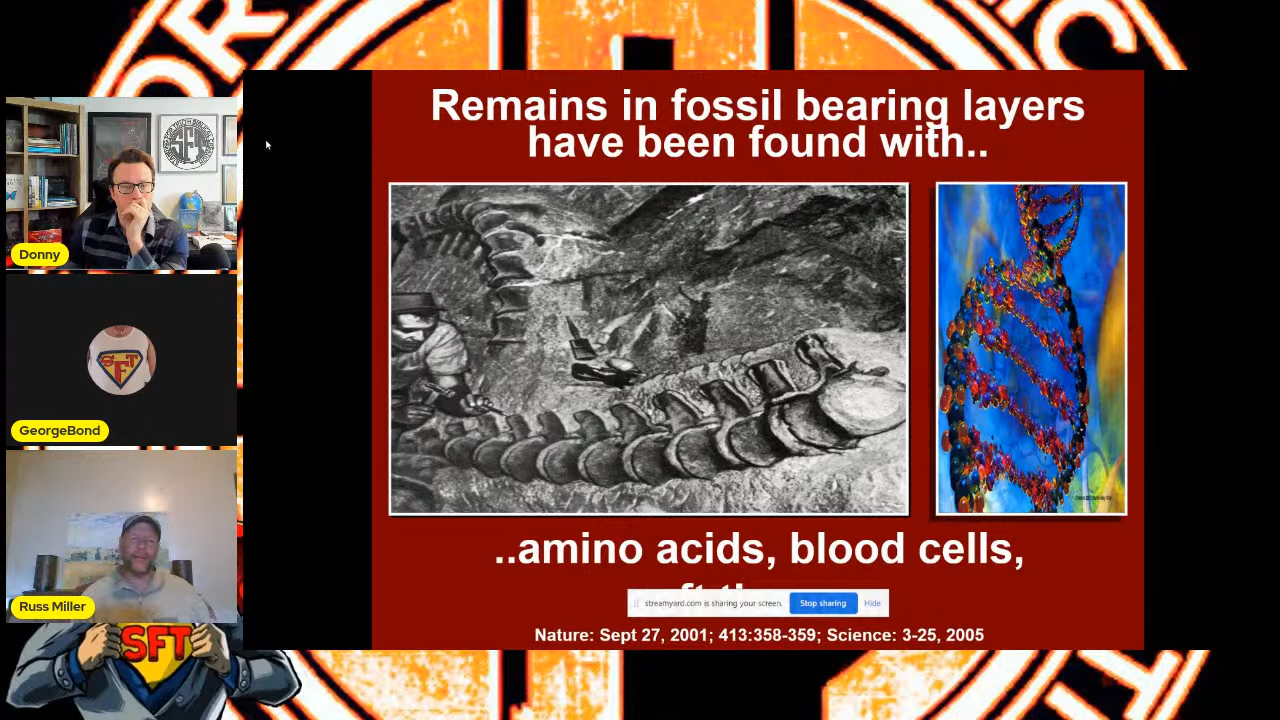 Remains in fossil bearing layers
have been found with..
..amino acids, blood cells,
streamyard.com is sharing your screen.
Stop sharing
Hide
Nature: Sept 27, 2001; 413:358-359; Science: 3-25, 2005
Donny
SFT
GeorgeBond
SFT
Russ Miller
SFT